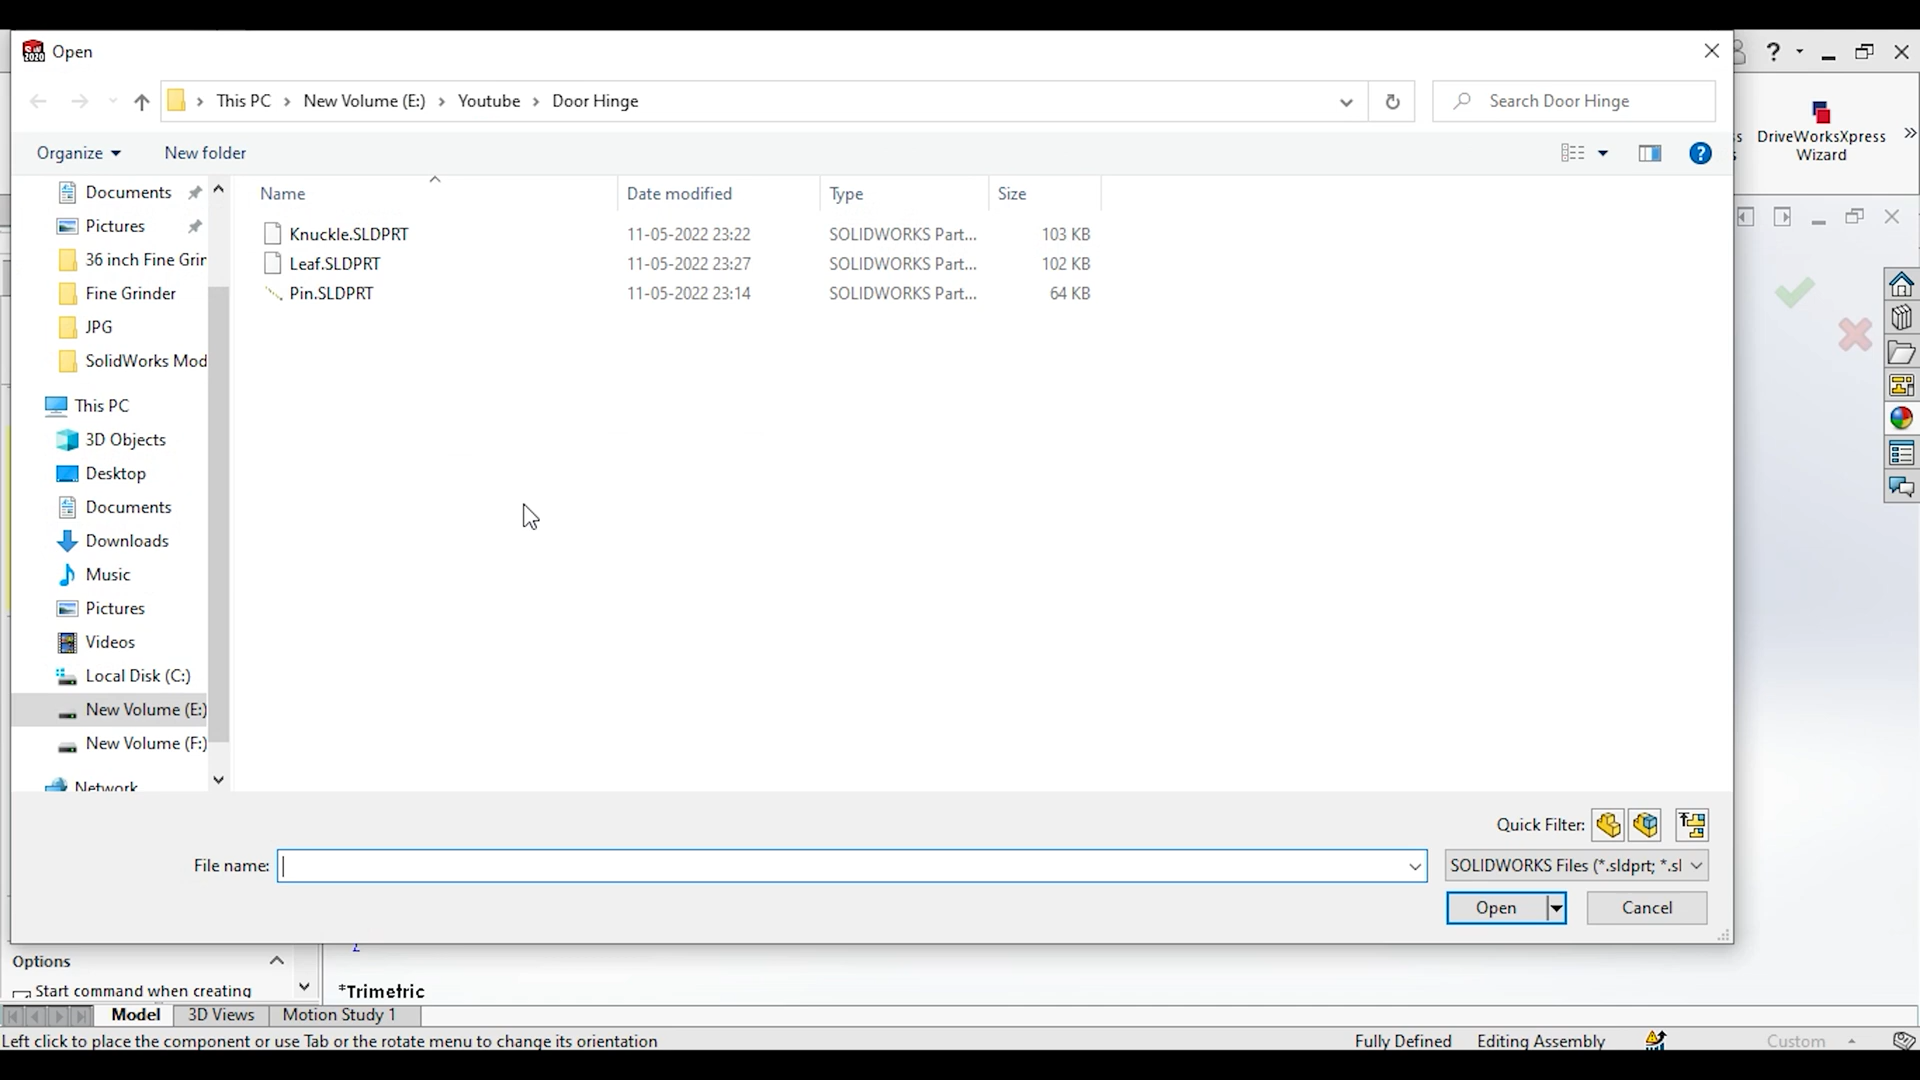 Open
This PC > New Volume (E:) > Youtube > Door Hinge
Search Door Hinge
Organize
New folder
DriveWorksXpress
Wizard
Documents
Pictures
36 inch Fine Grin
Fine Grinder
JPG
SolidWorks Mod
This PC
3D Objects
Desktop
Documents
Downloads
Music
Pictures
Videos
Local Disk (C:)
New Volume (E:)
New Volume (F:)
Network
Name Date modified Type Size
Knuckle.SLDPRT 11-05-2022 23:22 SOLIDWORKS Part... 103 KB
Leaf.SLDPRT 11-05-2022 23:27 SOLIDWORKS Part... 102 KB
Pin.SLDPRT 11-05-2022 23:14 SOLIDWORKS Part... 64 KB
Quick Filter:
File name:
SOLIDWORKS Files (*.sldprt; *.sl
Open
Cancel
Options
Start command when creating
*Trimetric
Model 3D Views Motion Study 1
Left click to place the component or use Tab or the rotate menu to change its orientation
Fully Defined Editing Assembly Custom